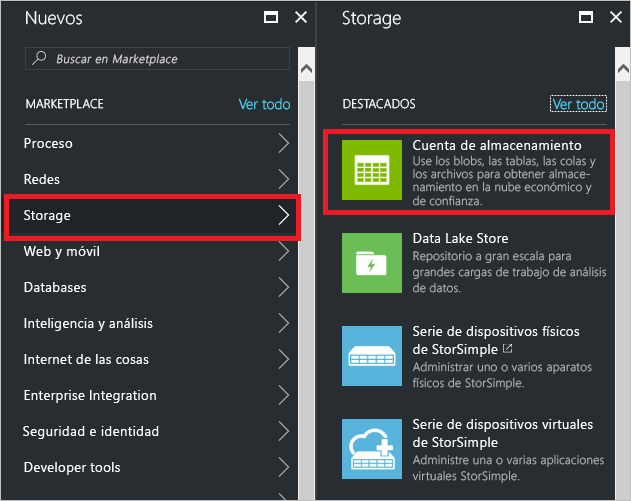 Nuevos
Buscar en Marketplace
MARKETPLACE Ver todo
Proceso
Redes
Storage
Web y móvil
Databases
Inteligencia y análisis
Internet de las cosas
Enterprise Integration
Seguridad e identidad
Developer tools
Storage
DESTACADOS Ver todo
Cuenta de almacenamiento
Use los blobs, las tablas, las colas y
los archivos para obtener almace-
namiento en la nube económico y
de confianza.
Data Lake Store
Repositorio a gran escala para
grandes cargas de trabajo de análisis
de datos.
Serie de dispositivos físicos
de StorSimple
Administrar uno o varios aparatos
físicos de StorSimple.
Serie de dispositivos virtuales
de StorSimple
Administre una o varias aplicaciones
virtuales StorSimple.